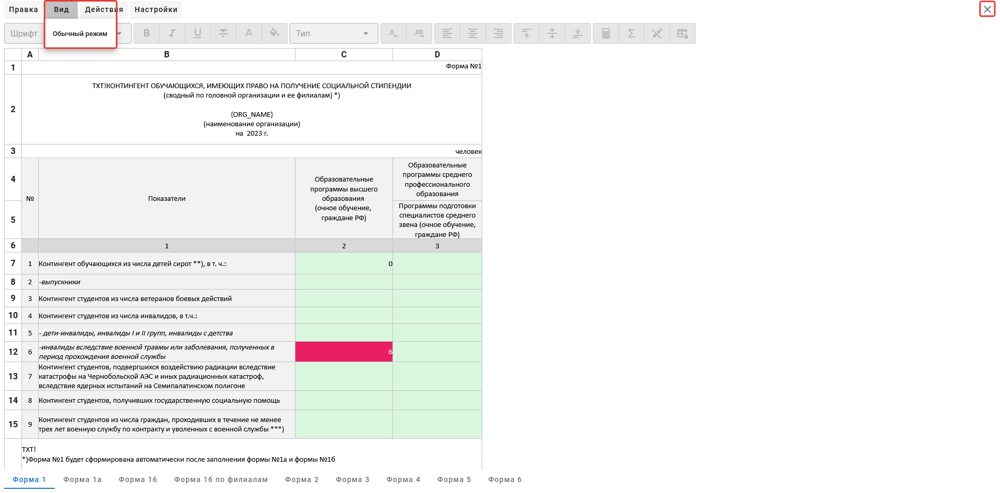 Правка Вид Действия Настройки
Обычный режим
Шрифт B I U A Тип .0 .00 Σ
A B C D
1 Форма №1
2
TXT!КОНТИНГЕНТ ОБУЧАЮЩИХСЯ, ИМЕЮЩИХ ПРАВО НА ПОЛУЧЕНИЕ СОЦИАЛЬНОЙ СТИПЕНДИИ
(сводный по головной организации и ее филиалам) *)
{ORG_NAME}
(наименование организации)
на 2023 г.
3 человек
4
5
№
Показатели
Образовательные
программы высшего
образования
(очное обучение,
граждане РФ)
Образовательные
программы среднего
профессионального
образования
Программы подготовки
специалистов среднего
звена (очное обучение,
граждане РФ)
6 1 2 3
7 1 Контингент обучающихся из числа детей сирот **), в т. ч.: 0
8 2 -выпускники
9 3 Контингент студентов из числа ветеранов боевых действий
10 4 Контингент студентов из числа инвалидов, в т.ч.:
11 5 - дети-инвалиды, инвалиды I и II групп, инвалиды с детства
12 6 -инвалиды вследствие военной травмы или заболевания, полученных в
период прохождения военной службы 6
13 7 Контингент студентов, подвергшихся воздействию радиации вследствие
катастрофы на Чернобольской АЭС и иных радиационных катастроф,
вследствие ядерных испытаний на Семипалатинском полигоне
14 8 Контингент студентов, получивших государственную социальную помощь
15 9 Контингент студентов из числа граждан, проходивших в течение не менее
трех лет военную службу по контракту и уволенных с военной службы ***)
TXT!
*)Форма №1 будет сформирована автоматически после заполнения формы №1а и формы №1б
Форма 1 Форма 1а Форма 1б Форма 1б по филиалам Форма 2 Форма 3 Форма 4 Форма 5 Форма 6